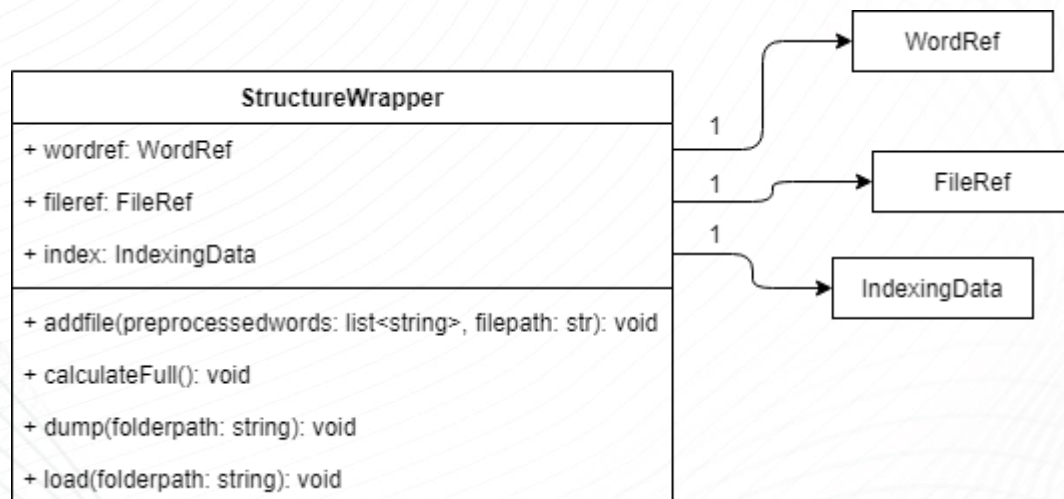 WordRef
StructureWrapper
1
+ wordref: WordRef
1
FileRef
+ fileref: FileRef
1
+ index: IndexingData
IndexingData
+ addfile(preprocessedwords: list<string>, filepath: str): void
+ calculateFull(): void
+ dump(folderpath: string): void
+ load(folderpath: string): void